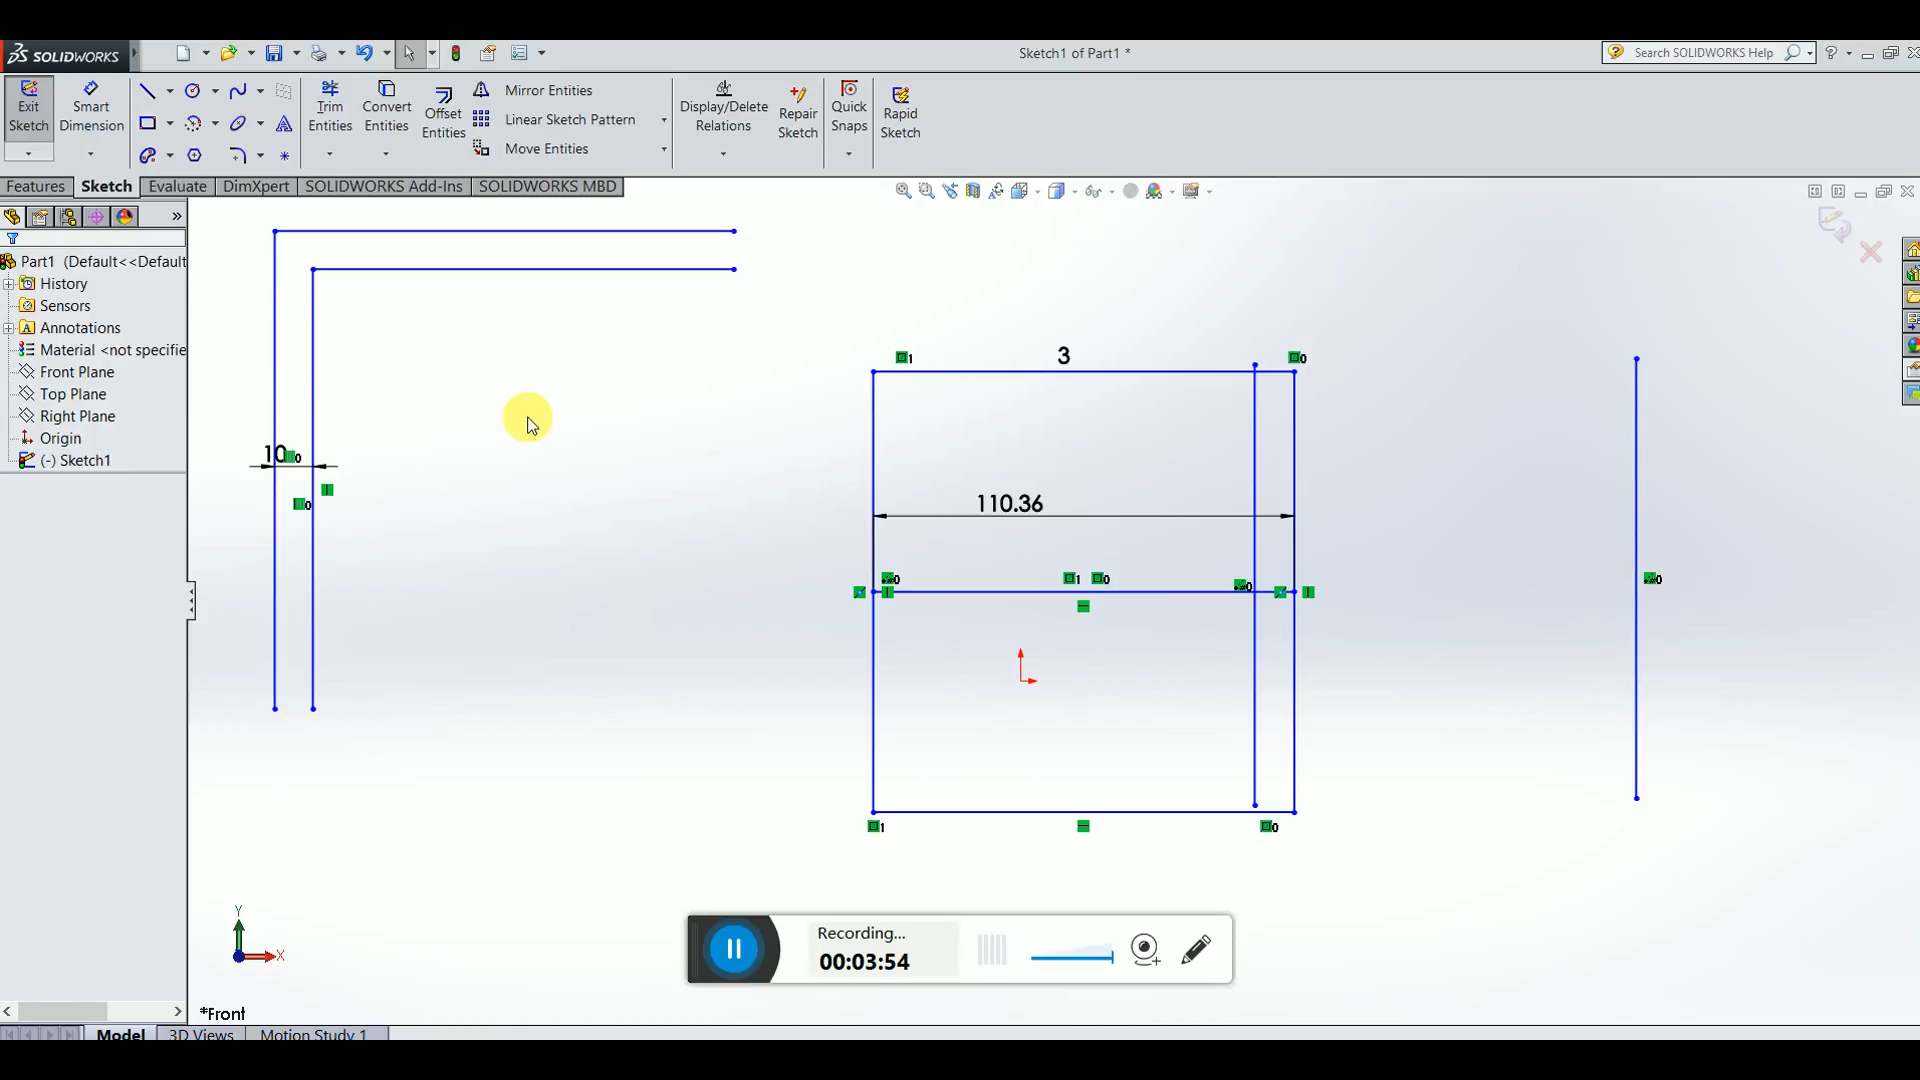 SOLIDWORKS
Sketch1 of Part1 *
Search SOLIDWORKS Help
Exit Sketch
Smart Dimension
Trim Entities
Convert Entities
Offset Entities
Mirror Entities
Linear Sketch Pattern
Move Entities
Display/Delete Relations
Repair Sketch
Quick Snaps
Rapid Sketch
Features
Sketch
Evaluate
DimXpert
SOLIDWORKS Add-Ins
SOLIDWORKS MBD
Part1 (Default<<Default
History
Sensors
Annotations
Material <not specifie
Front Plane
Top Plane
Right Plane
Origin
(-) Sketch1
10
3
110.36
Y
X
*Front
Recording...
00:03:54
Model
3D Views
Motion Study 1